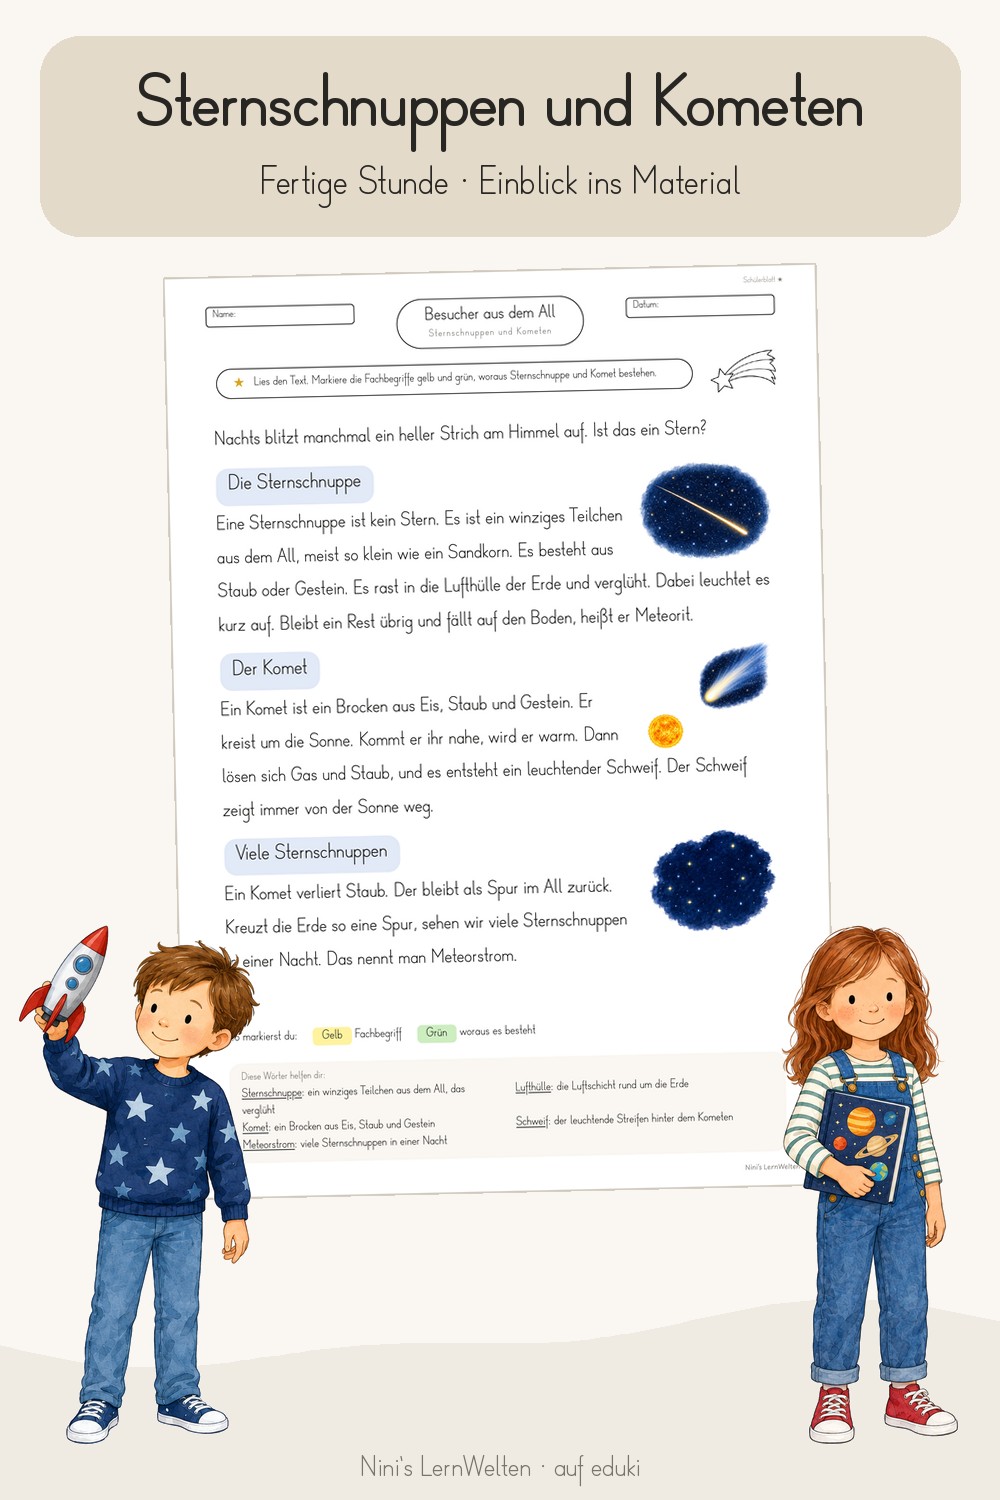 Sternschnuppen und Kometen
Fertige Stunde · Einblick ins Material
Schülerblatt ★
Name:
Besucher aus dem All
Sternschnuppen und Kometen
Datum:
★ Lies den Text. Markiere die Fachbegriffe gelb und grün, woraus Sternschnuppe und Komet bestehen.
Nachts blitzt manchmal ein heller Strich am Himmel auf. Ist das ein Stern?
Die Sternschnuppe
Eine Sternschnuppe ist kein Stern. Es ist ein winziges Teilchen
aus dem All, meist so klein wie ein Sandkorn. Es besteht aus
Staub oder Gestein. Es rast in die Lufthülle der Erde und verglüht. Dabei leuchtet es
kurz auf. Bleibt ein Rest übrig und fällt auf den Boden, heißt er Meteorit.
Der Komet
Ein Komet ist ein Brocken aus Eis, Staub und Gestein. Er
kreist um die Sonne. Kommt er ihr nahe, wird er warm. Dann
lösen sich Gas und Staub, und es entsteht ein leuchtender Schweif. Der Schweif
zeigt immer von der Sonne weg.
Viele Sternschnuppen
Ein Komet verliert Staub. Der bleibt als Spur im All zurück.
Kreuzt die Erde so eine Spur, sehen wir viele Sternschnuppen
einer Nacht. Das nennt man Meteorstrom.
markierst du: Gelb Fachbegriff Grün woraus es besteht
Diese Wörter helfen dir:
Sternschnuppe: ein winziges Teilchen aus dem All, das
verglüht
Komet: ein Brocken aus Eis, Staub und Gestein
Meteorstrom: viele Sternschnuppen in einer Nacht
Lufthülle: die Luftschicht rund um die Erde
Schweif: der leuchtende Streifen hinter dem Kometen
Nini's LernWelten
Nini's LernWelten · auf eduki